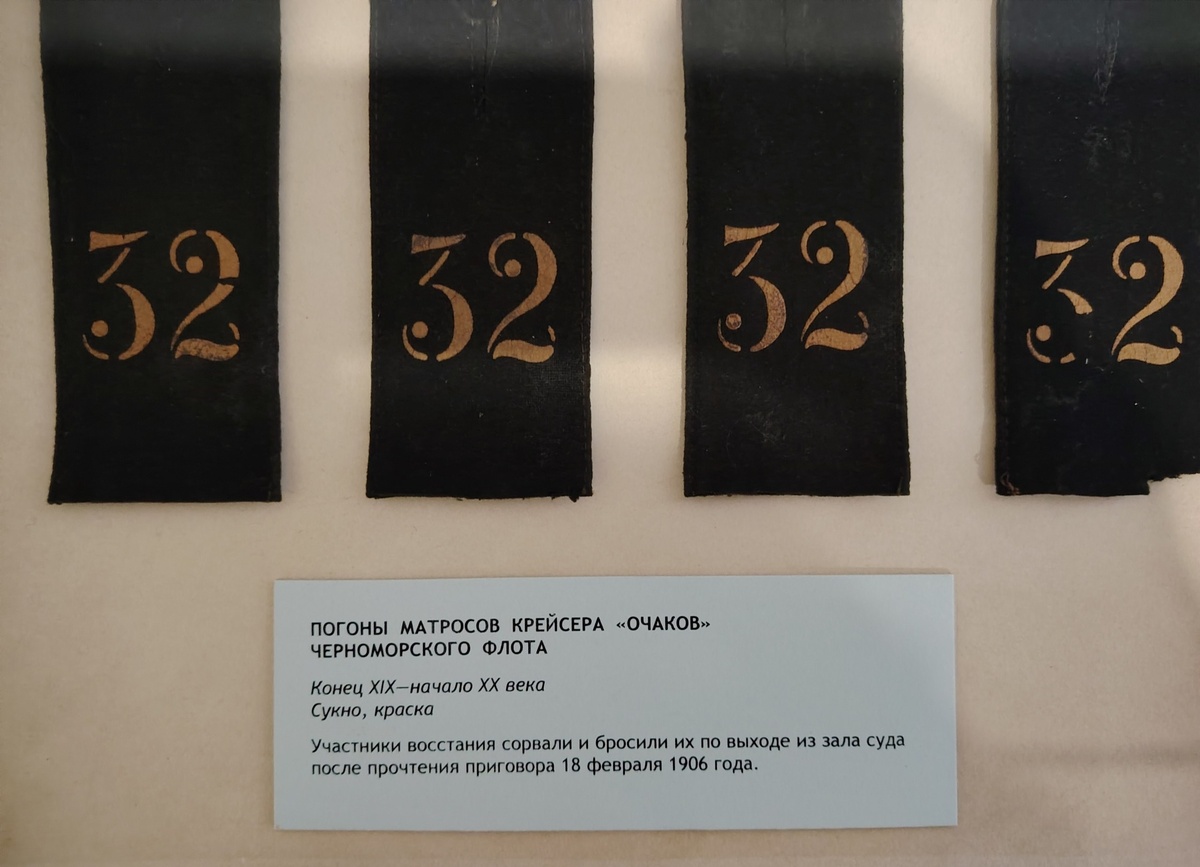 32 32 32 32
ПОГОНЫ МАТРОСОВ КРЕЙСЕРА «ОЧАКОВ»
ЧЕРНОМОРСКОГО ФЛОТА
Конец XIX—начало XX века
Сукно, краска
Участники восстания сорвали и бросили их по выходе из зала суда
после прочтения приговора 18 февраля 1906 года.